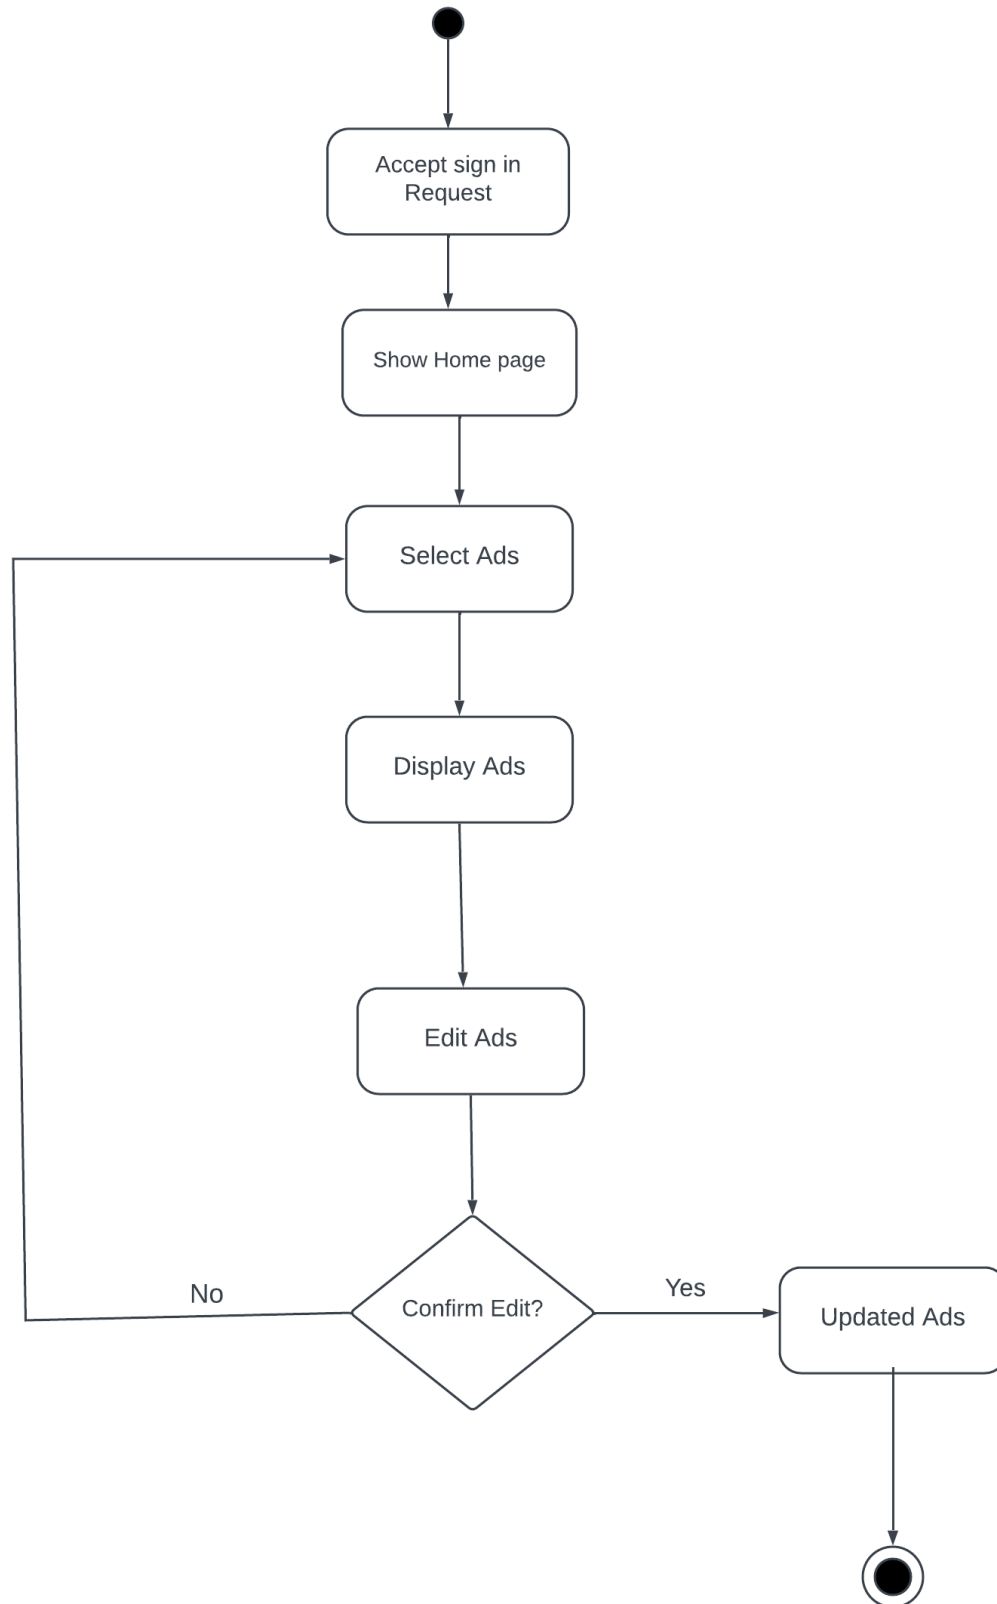 Accept sign in
Request
Show Home page
Select Ads
Display Ads
Edit Ads
Confirm Edit?
No
Yes
Updated Ads